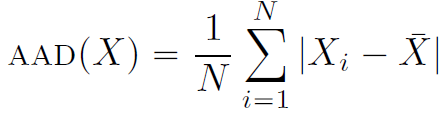 AAD(X) = \frac{1}{N} \sum_{i=1}^{N} |X_i - \bar{X}|